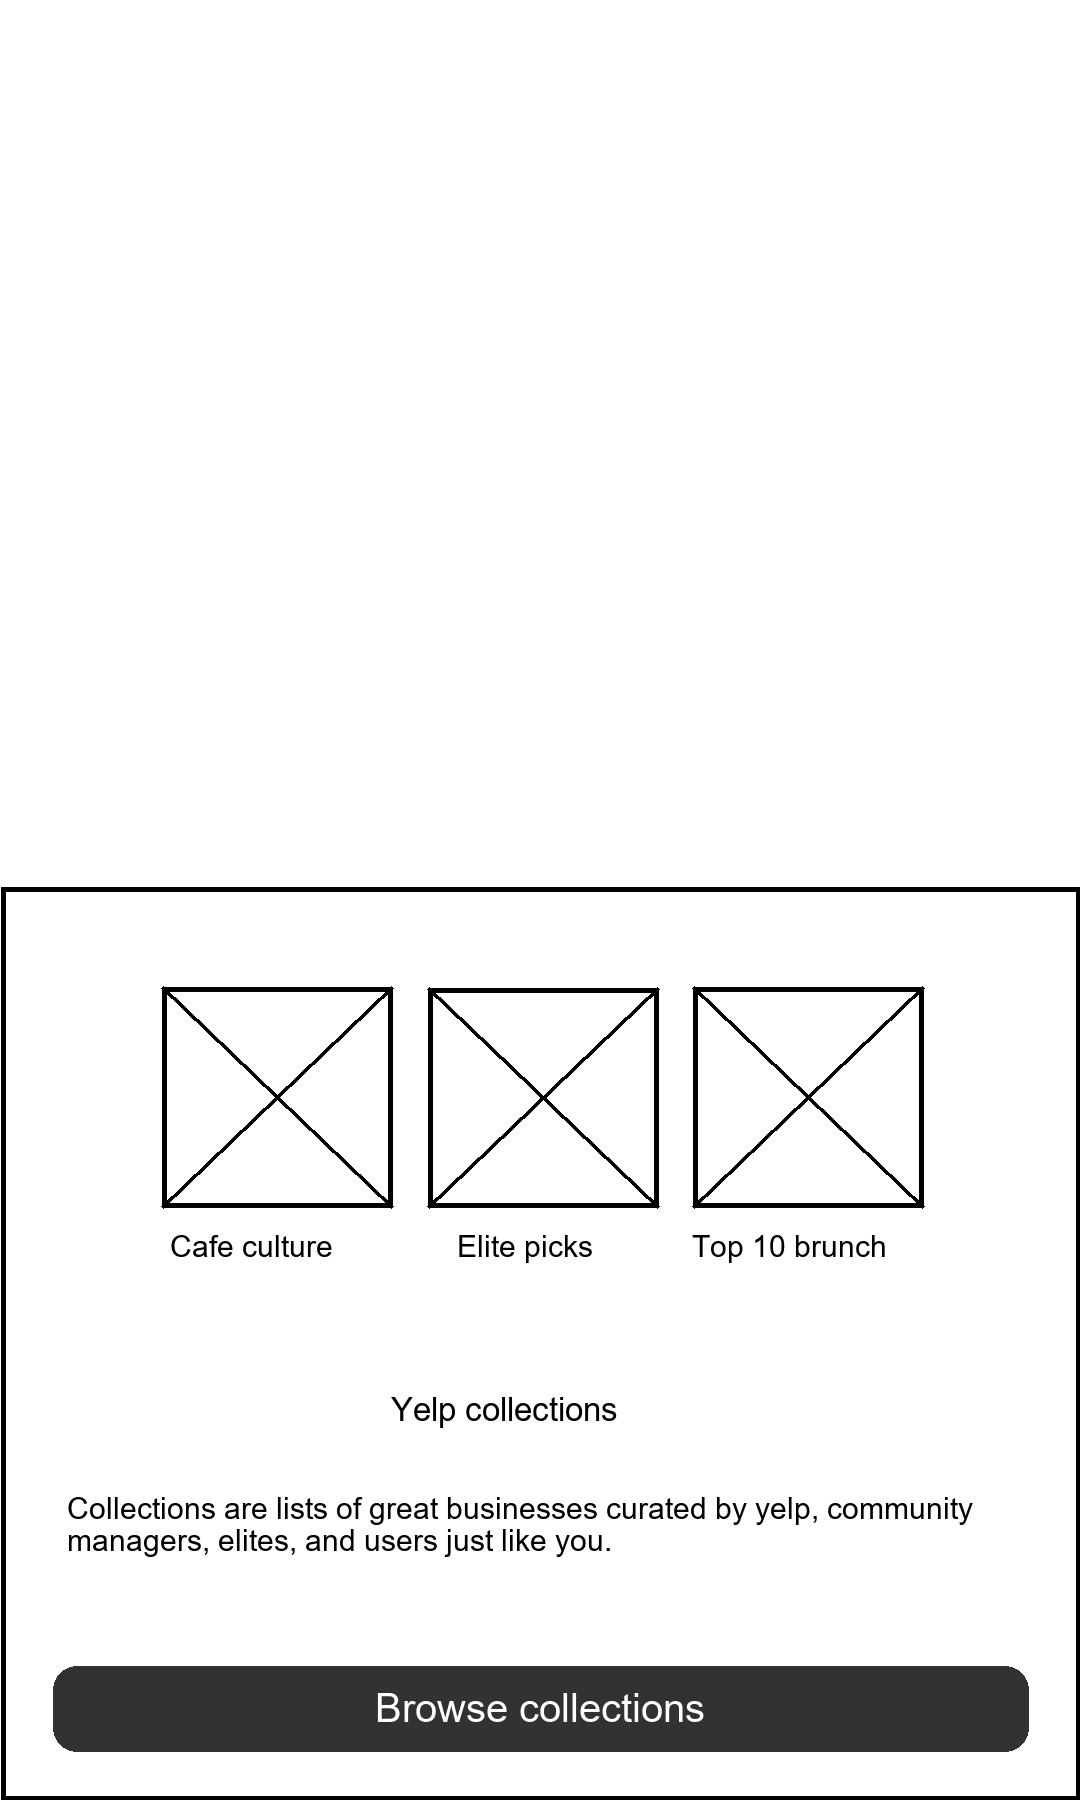 Cafe culture
Elite picks
Top 10 brunch
Yelp collections
Collections are lists of great businesses curated by yelp, community
managers, elites, and users just like you.
Browse collections